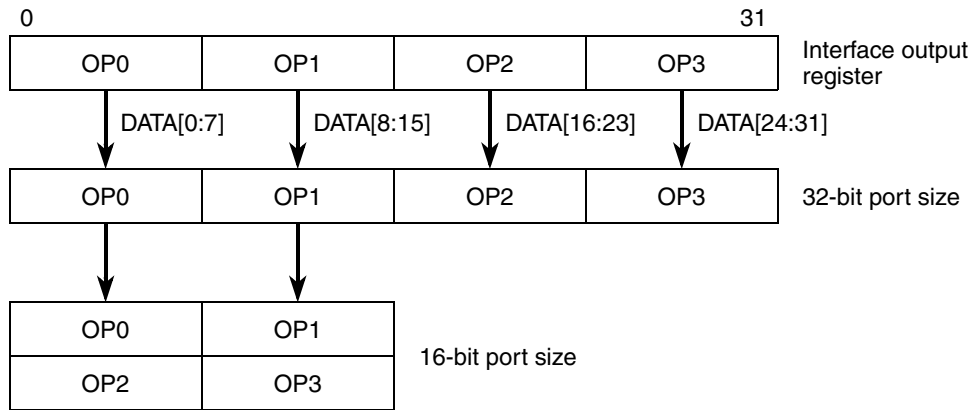 0 31
OP0 OP1 OP2 OP3 Interface output
register
DATA[0:7] DATA[8:15] DATA[16:23] DATA[24:31]
OP0 OP1 OP2 OP3 32-bit port size
OP0 OP1
16-bit port size
OP2 OP3